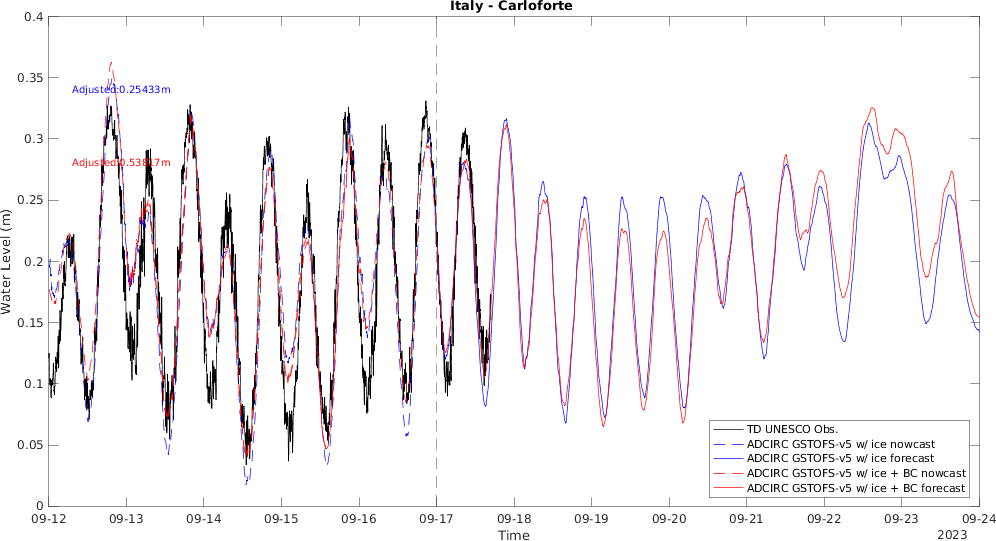 Italy - Carloforte
0.4
0.35
0.3
0.25
0.2
0.15
0.1
0.05
0
Water Level (m)
Adjusted:0.25433m
Adjusted:0.53817m
TD UNESCO Obs.
ADCIRC GSTOFS-v5 w/ ice nowcast
ADCIRC GSTOFS-v5 w/ ice forecast
ADCIRC GSTOFS-v5 w/ ice + BC nowcast
ADCIRC GSTOFS-v5 w/ ice + BC forecast
09-12 09-13 09-14 09-15 09-16 09-17 09-18 09-19 09-20 09-21 09-22 09-23 09-24
Time
2023